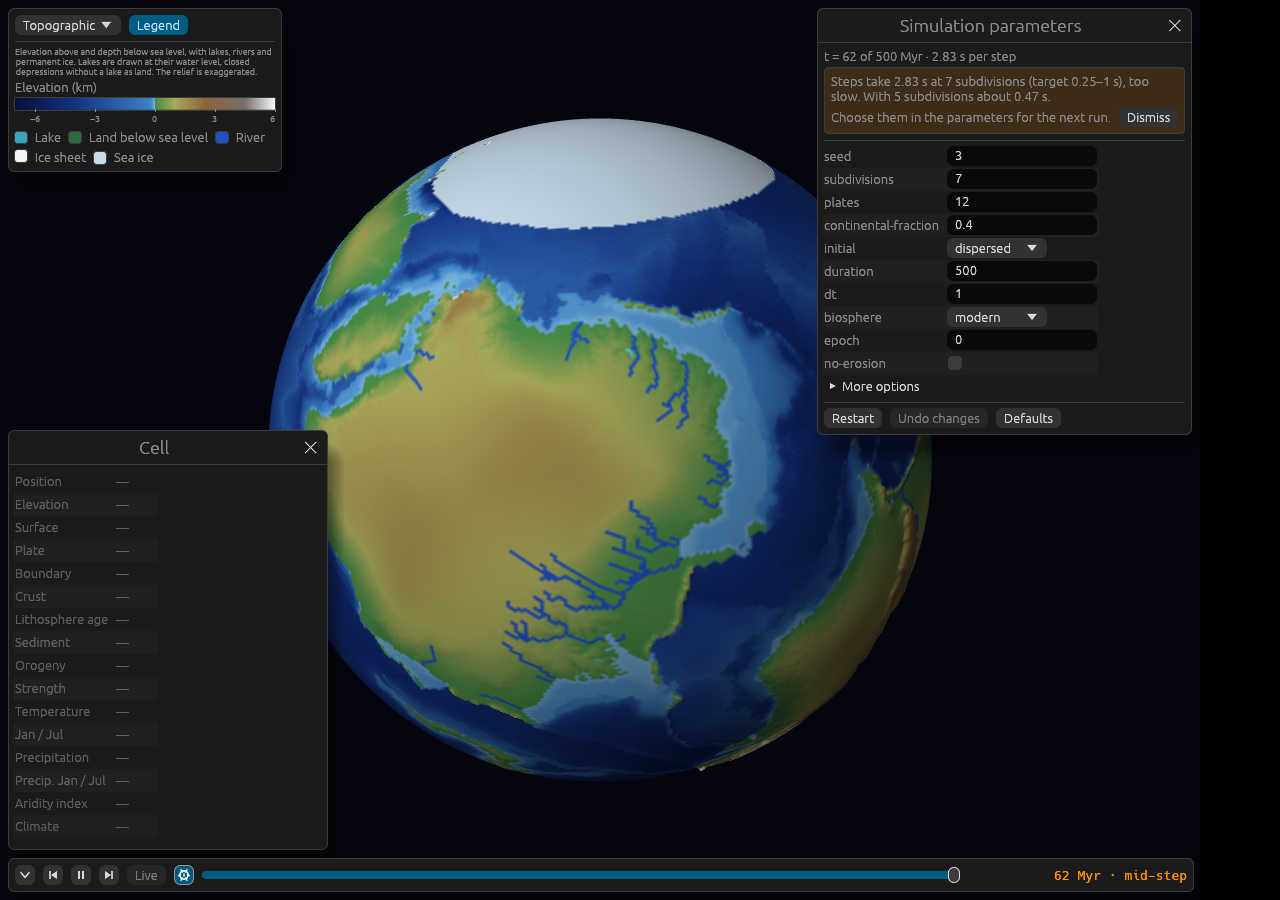 Topographic
Legend
Elevation above and depth below sea level, with lakes, rivers and
permanent ice. Lakes are drawn at their water level, closed
depressions without a lake as land. The relief is exaggerated.
Elevation (km)
−6 −3 0 3 6
Lake Land below sea level River
Ice sheet Sea ice
Simulation parameters
t = 62 of 500 Myr · 2.83 s per step
Steps take 2.83 s at 7 subdivisions (target 0.25–1 s), too
slow. With 5 subdivisions about 0.47 s.
Choose them in the parameters for the next run. Dismiss
seed 3
subdivisions 7
plates 12
continental-fraction 0.4
initial dispersed
duration 500
dt 1
biosphere modern
epoch 0
no-erosion
More options
Restart Undo changes Defaults
Cell
Position —
Elevation —
Surface —
Plate —
Boundary —
Crust —
Lithosphere age —
Sediment —
Orogeny —
Strength —
Temperature —
Jan / Jul —
Precipitation —
Precip. Jan / Jul —
Aridity index —
Climate —
Live
62 Myr · mid-step